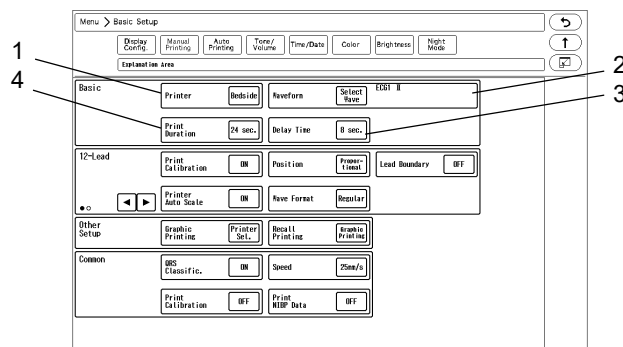 Menu > Basic Setup
Display Config. Manual Printing Auto Printing Tone/ Volume Time/Date Color Brightness Night Mode
Explanation Area
1
4
2
3
Basic
Printer Bedside Waveform Select Wave ECG1 II
Print Duration 24 sec. Delay Time 8 sec.
12-Lead
Print Calibration ON Position Propor- tional Lead Boundary OFF
Printer Auto Scale ON Wave Format Regular
Other Setup
Graphic Printing Printer Sel. Recall Printing Graphic Printing
Common
QRS Classific. ON Speed 25mm/s
Print Calibration OFF Print NIBP Data OFF